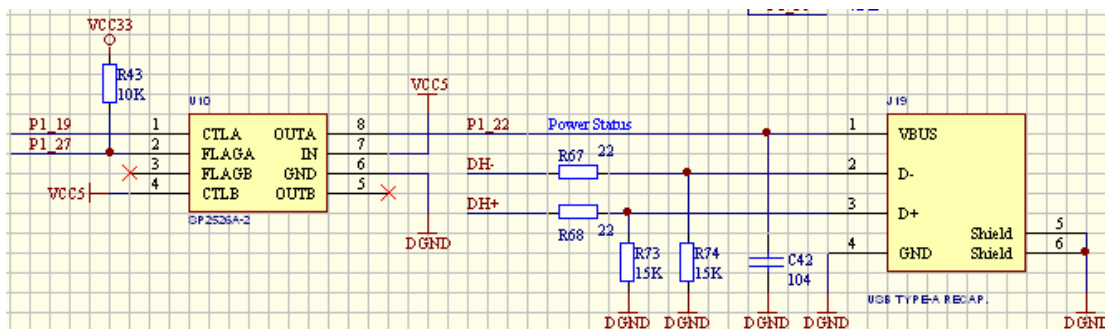 VCC33
R43
10K
P1_19
P1_27
VCC5
U10
1
2
3
4
CTLA OUTA
FLAGA IN
FLAGB GND
CTLB OUTB
8
7
6
5
SP2526A-2
VCC5
DGND
P1_22
Power Status
DH-
R67 22
DH+
R68 22
R73
15K
R74
15K
C42
104
DGND
DGND
DGND
DGND
J19
1
2
3
4
VBUS
D-
D+
GND
Shield
Shield
5
6
USB TYPE-A RECAP.
DGND